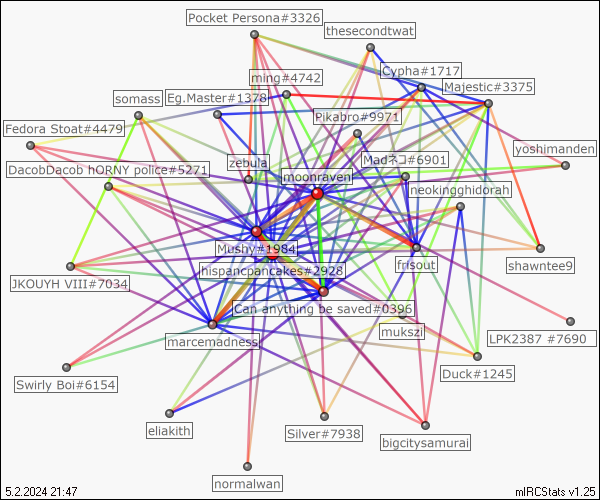 Pocket Persona#3326
thesecondtwat
Cypha#1717
ming#4742
Majestic#3375
Eg.Master#1378
somass
Pikabro#9971
Fedora Stoat#4479
yoshimanden
zebula
Madネコ#6901
DacobDacob hORNY police#5271
moonraven
neokingghidorah
Mushy#1984
frisout
shawntee9
hispancpancakes#2928
JKOUYH VIII#7034
Can anything be saved#0396
mukszi
LPK2387 #7690
marcemadness
Duck#1245
Swirly Boi#6154
eliakith
Silver#7938
bigcitysamurai
normalwan
5.2.2024 21:47
mIRCStats v1.25